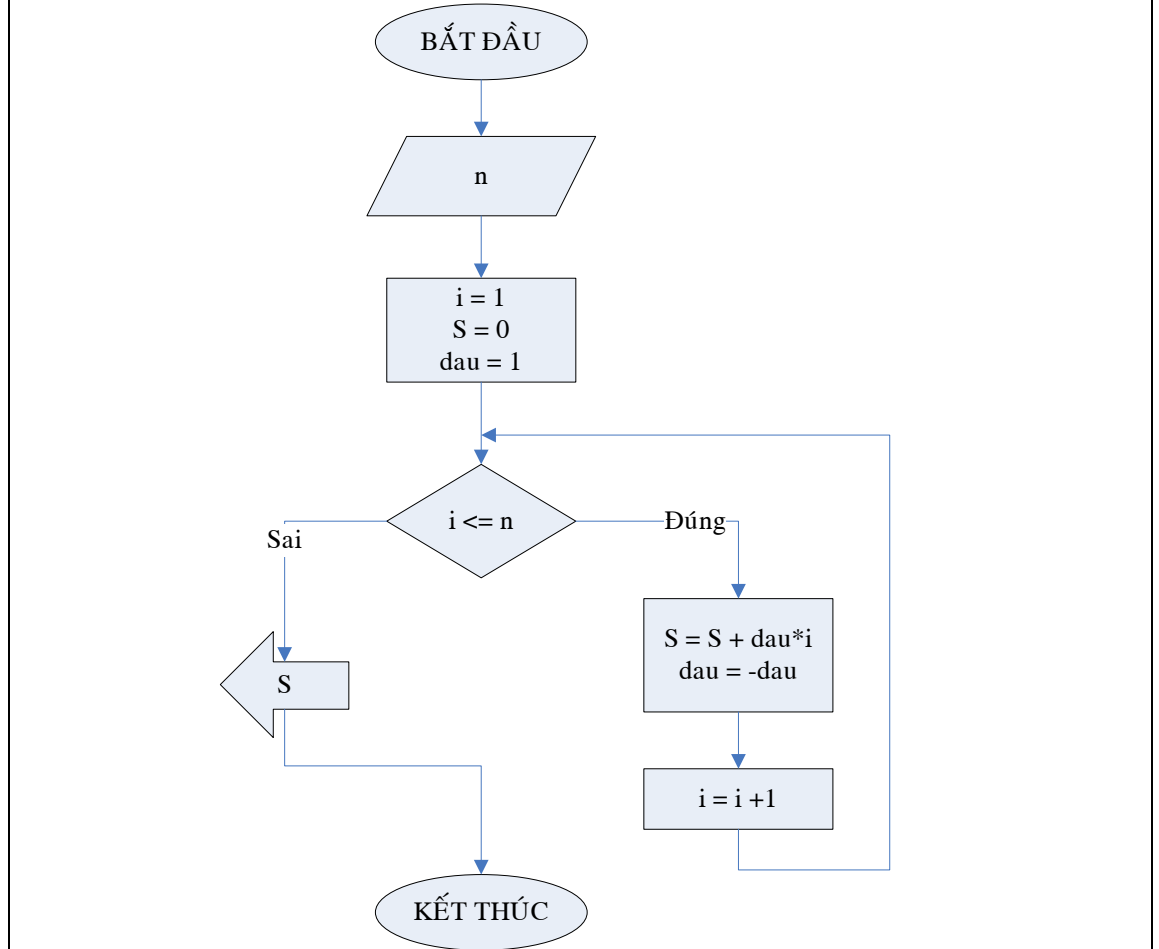 BẮT ĐẦU
n
i = 1
S = 0
dau = 1
i <= n
Sai
Đúng
S = S + dau*i
dau = -dau
S
i = i +1
KẾT THÚC